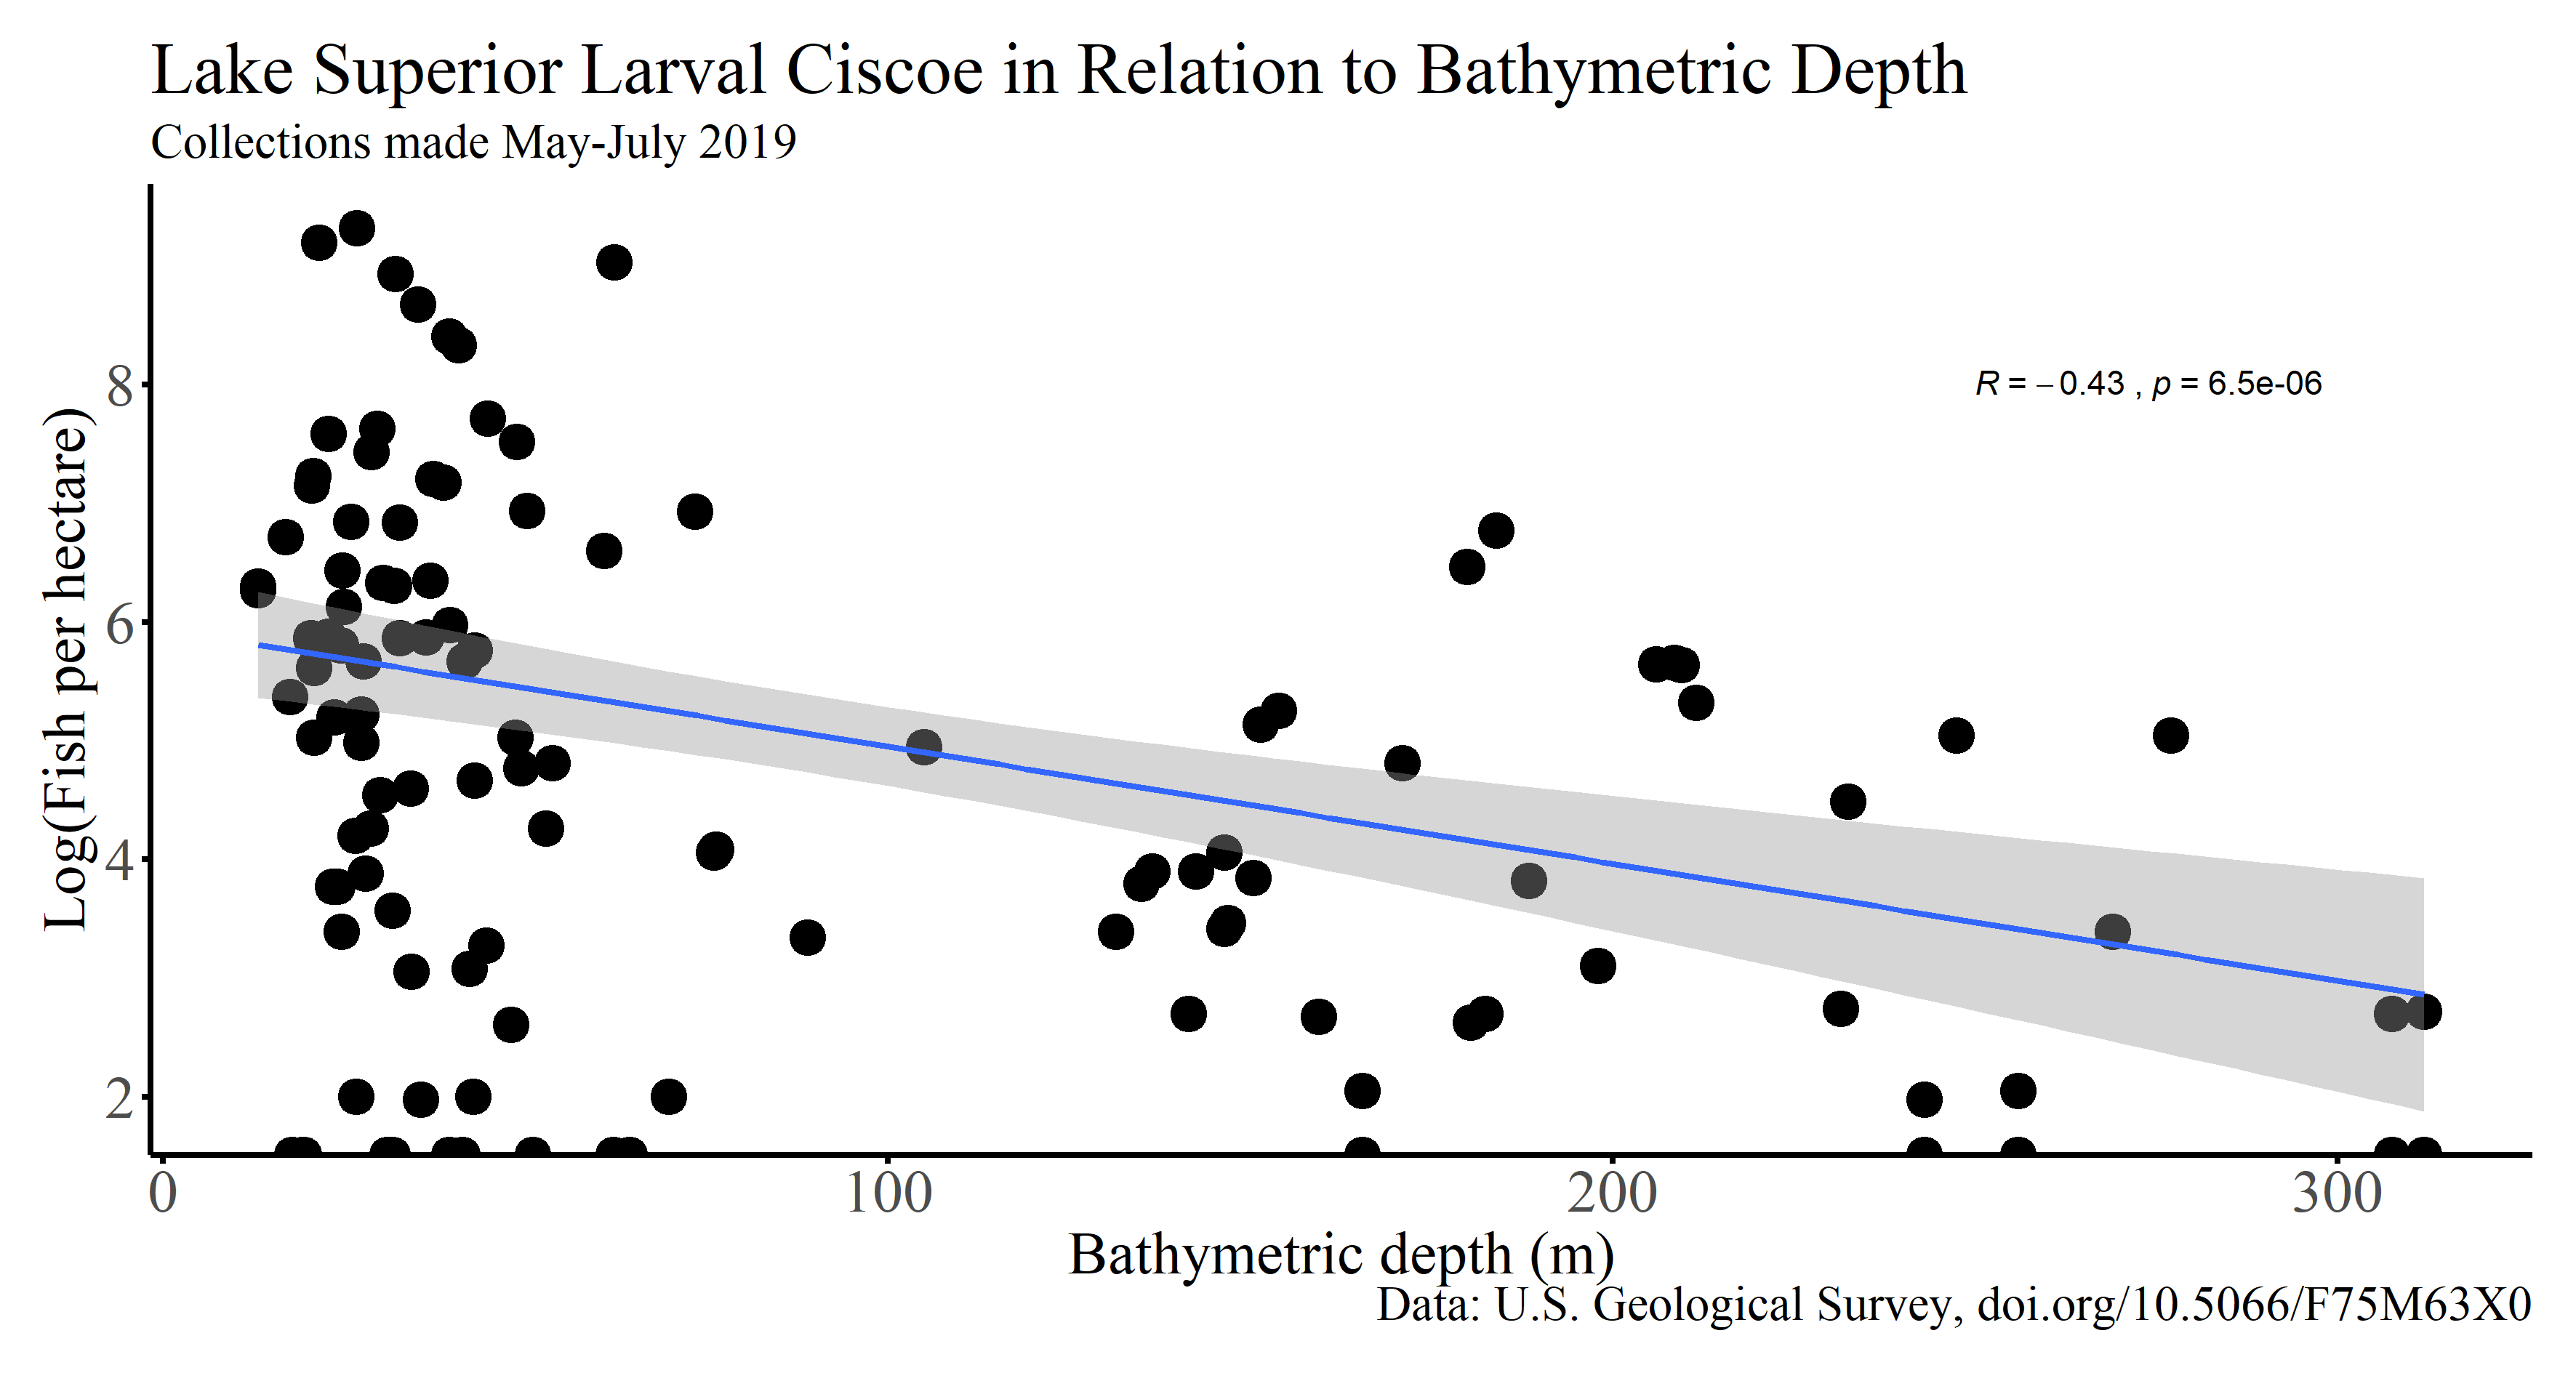 Lake Superior Larval Ciscoe in Relation to Bathymetric Depth
Collections made May-July 2019
Log(Fish per hectare)
8
6
4
2
R = − 0.43 , p = 6.5e-06
0 100 200 300
Bathymetric depth (m)
Data: U.S. Geological Survey, doi.org/10.5066/F75M63X0